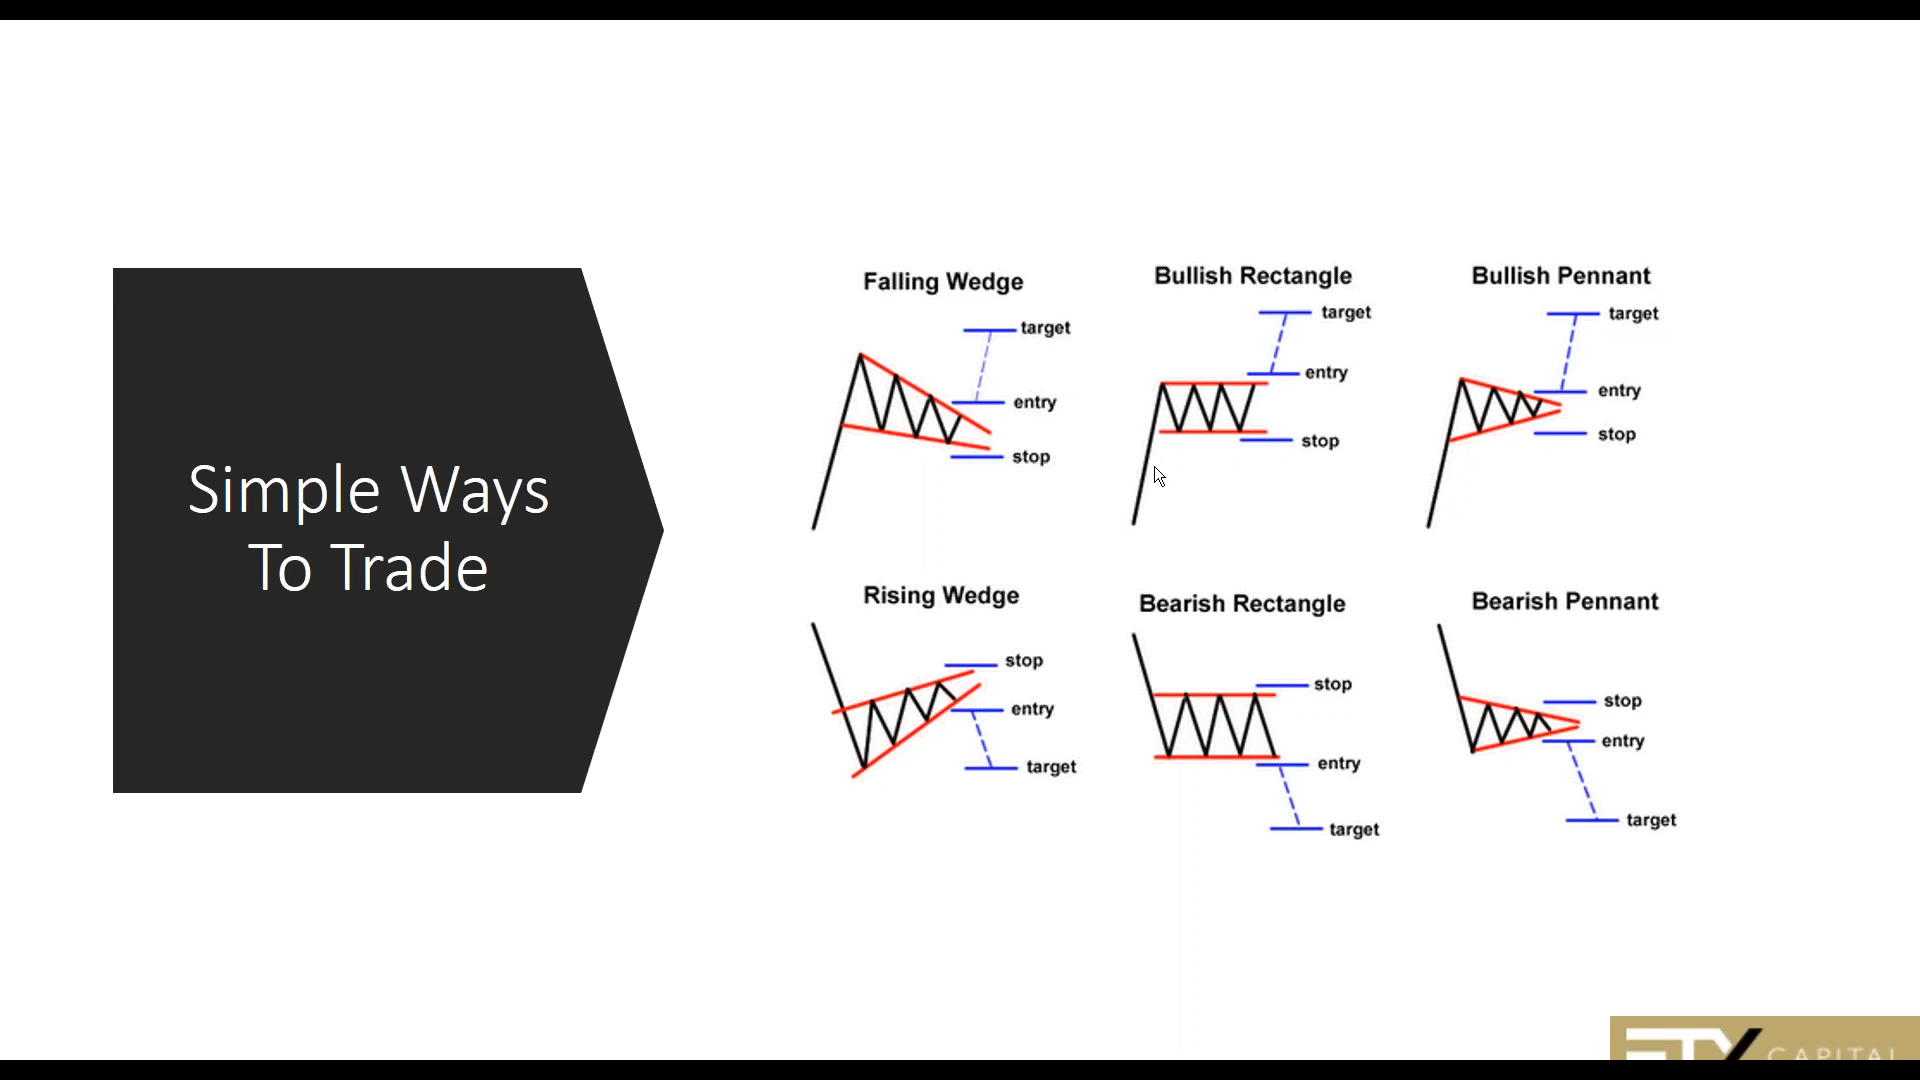 Simple Ways
To Trade
Falling Wedge
target
entry
stop
Bullish Rectangle
target
entry
stop
Bullish Pennant
target
entry
stop
Rising Wedge
stop
entry
target
Bearish Rectangle
stop
entry
target
Bearish Pennant
stop
entry
target
CAPITAL